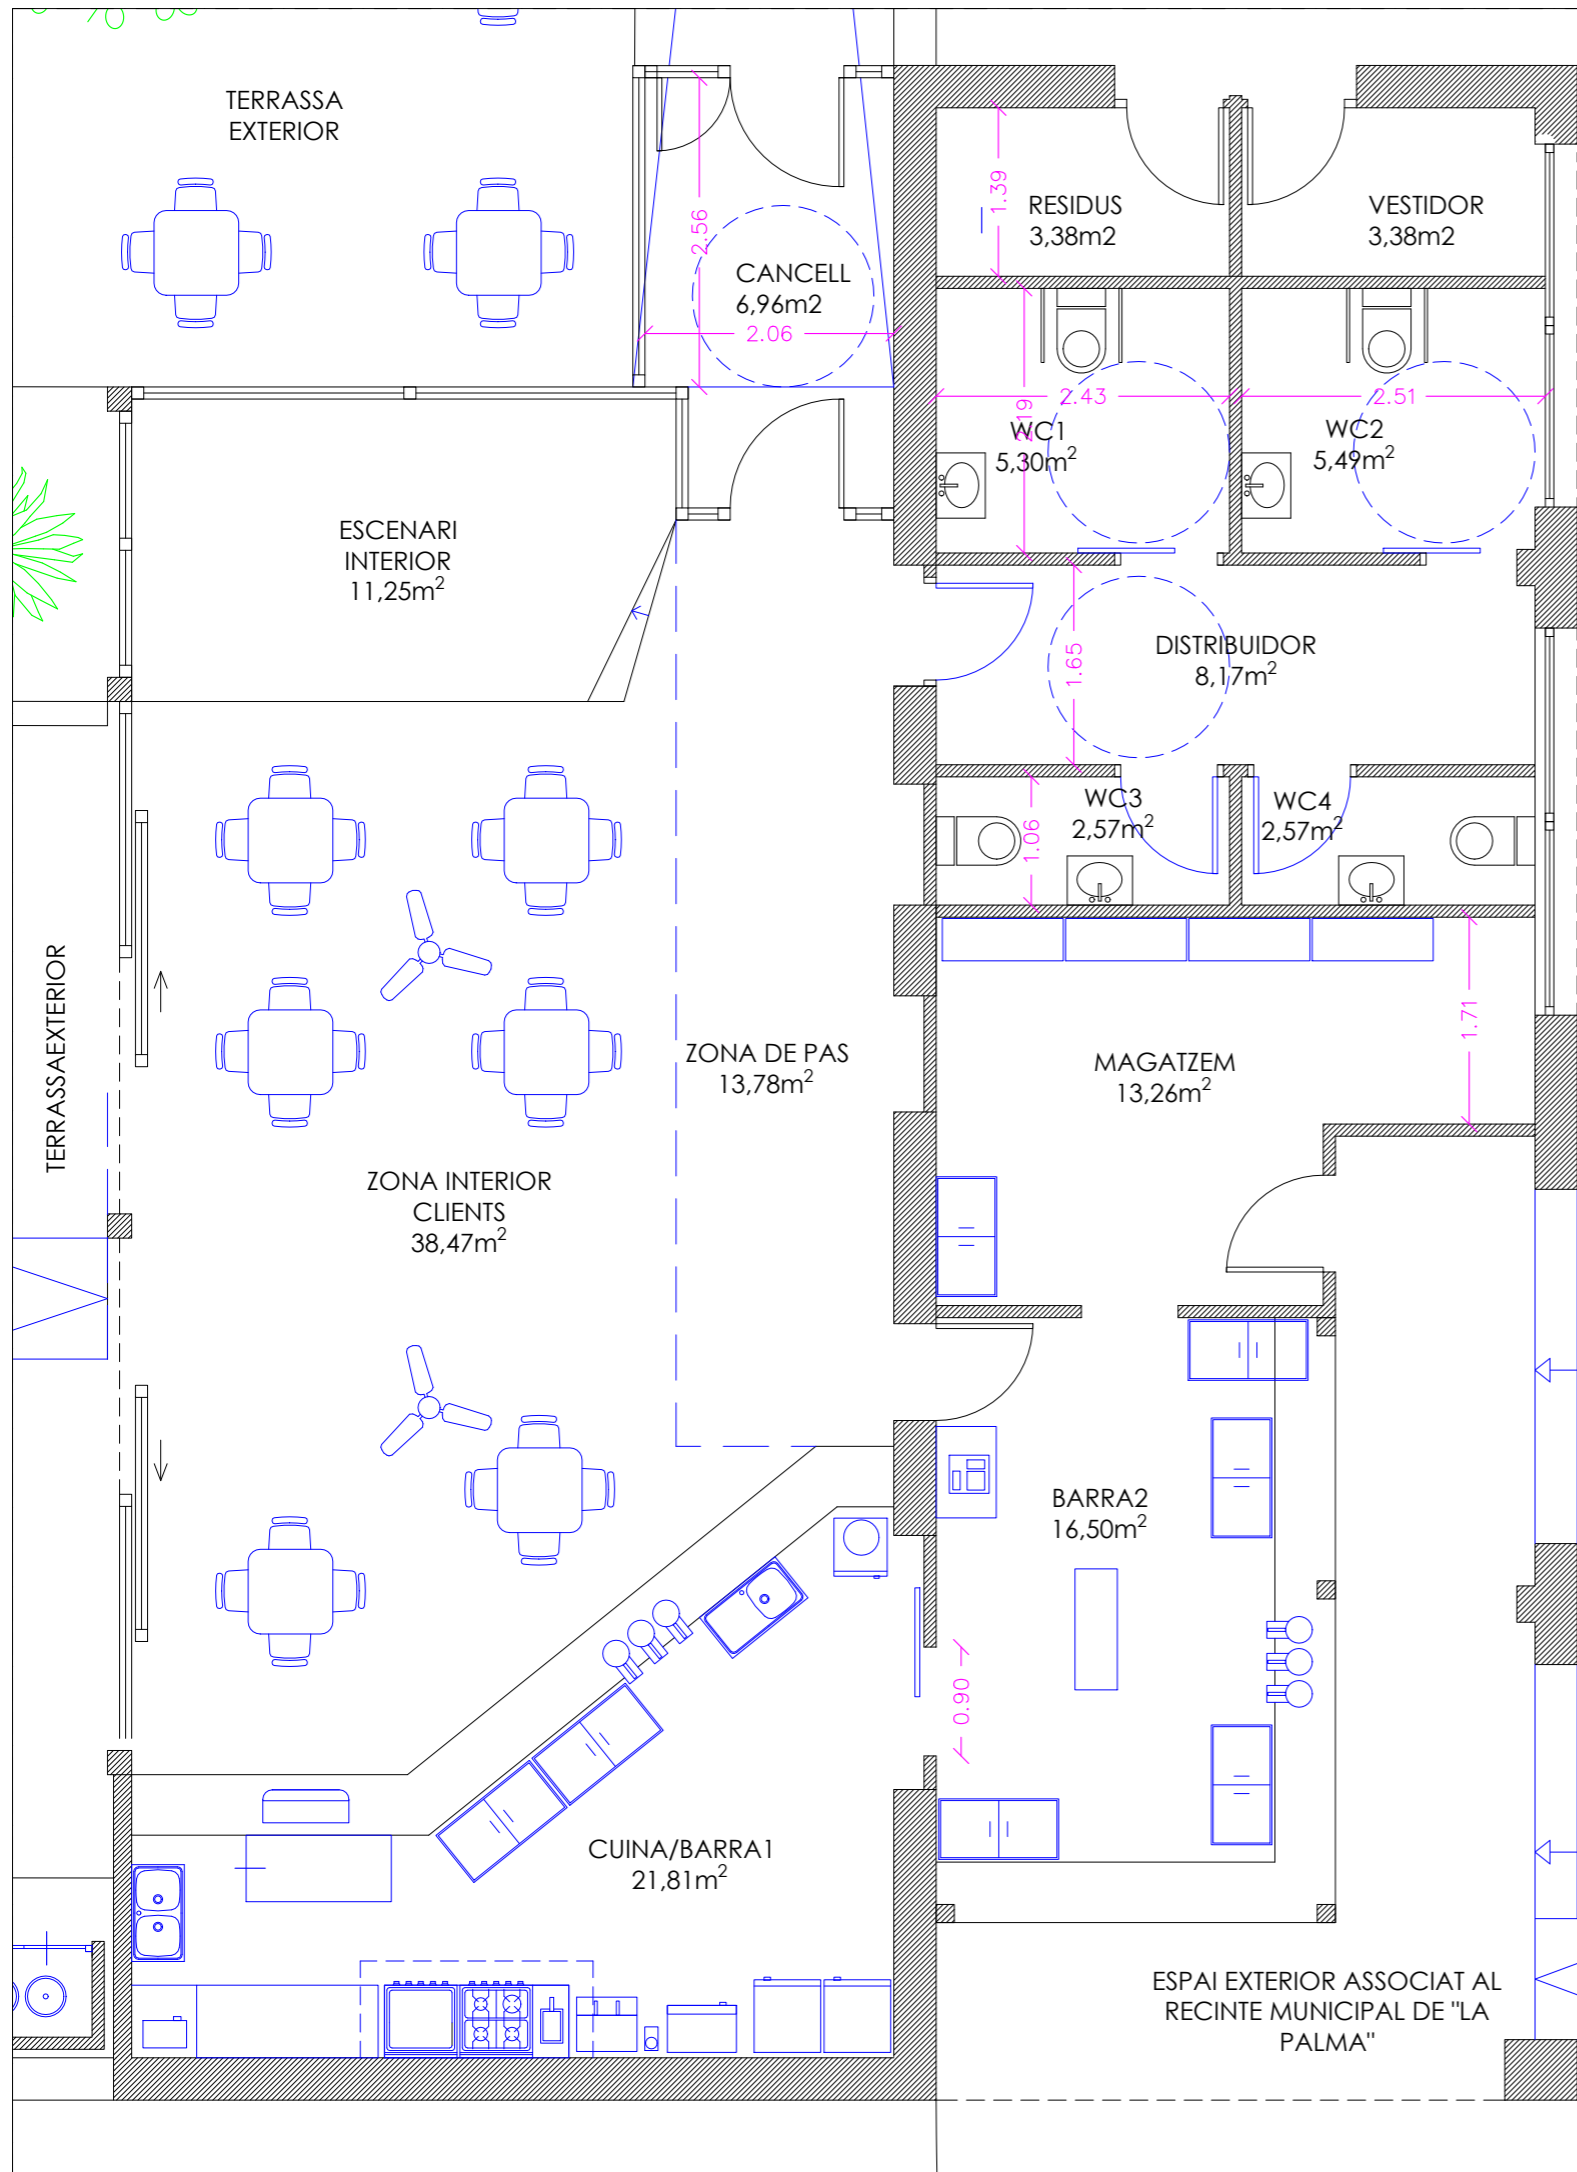 TERRASSA
EXTERIOR
2.56
CANCELL
6,96m2
2.06
1.39
RESIDUS
3,38m2
VESTIDOR
3,38m2
2.43
2.51
2.19
WC1
5,30m²
WC2
5,49m²
ESCENARI
INTERIOR
11,25m²
1.65
DISTRIBUIDOR
8,17m²
WC3
2,57m²
1.06
WC4
2,57m²
TERRASSAEXTERIOR
ZONA DE PAS
13,78m²
MAGATZEM
13,26m²
1.71
ZONA INTERIOR
CLIENTS
38,47m²
BARRA2
16,50m²
0.90
CUINA/BARRA1
21,81m²
ESPAI EXTERIOR ASSOCIAT AL
RECINTE MUNICIPAL DE "LA
PALMA"